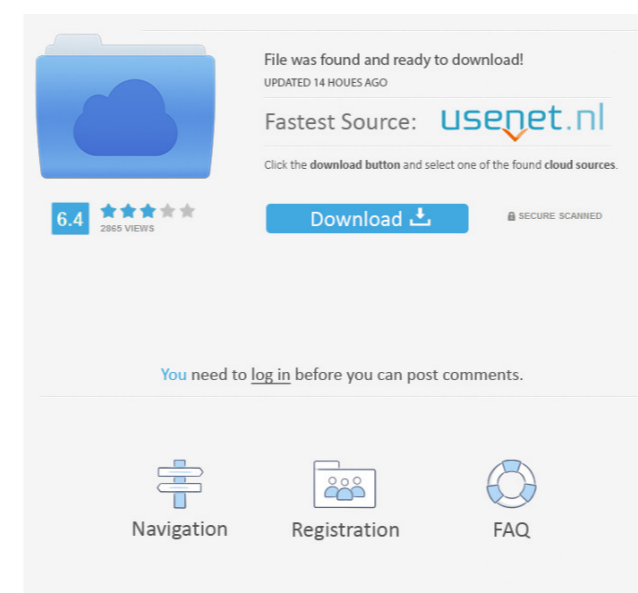 File was found and ready to download!
UPDATED 14 HOUES AGO
Fastest Source: usenet.nl
Click the download button and select one of the found cloud sources.
6.4
2865 VIEWS
Download
SECURE SCANNED
You need to log in before you can post comments.
Navigation
Registration
FAQ